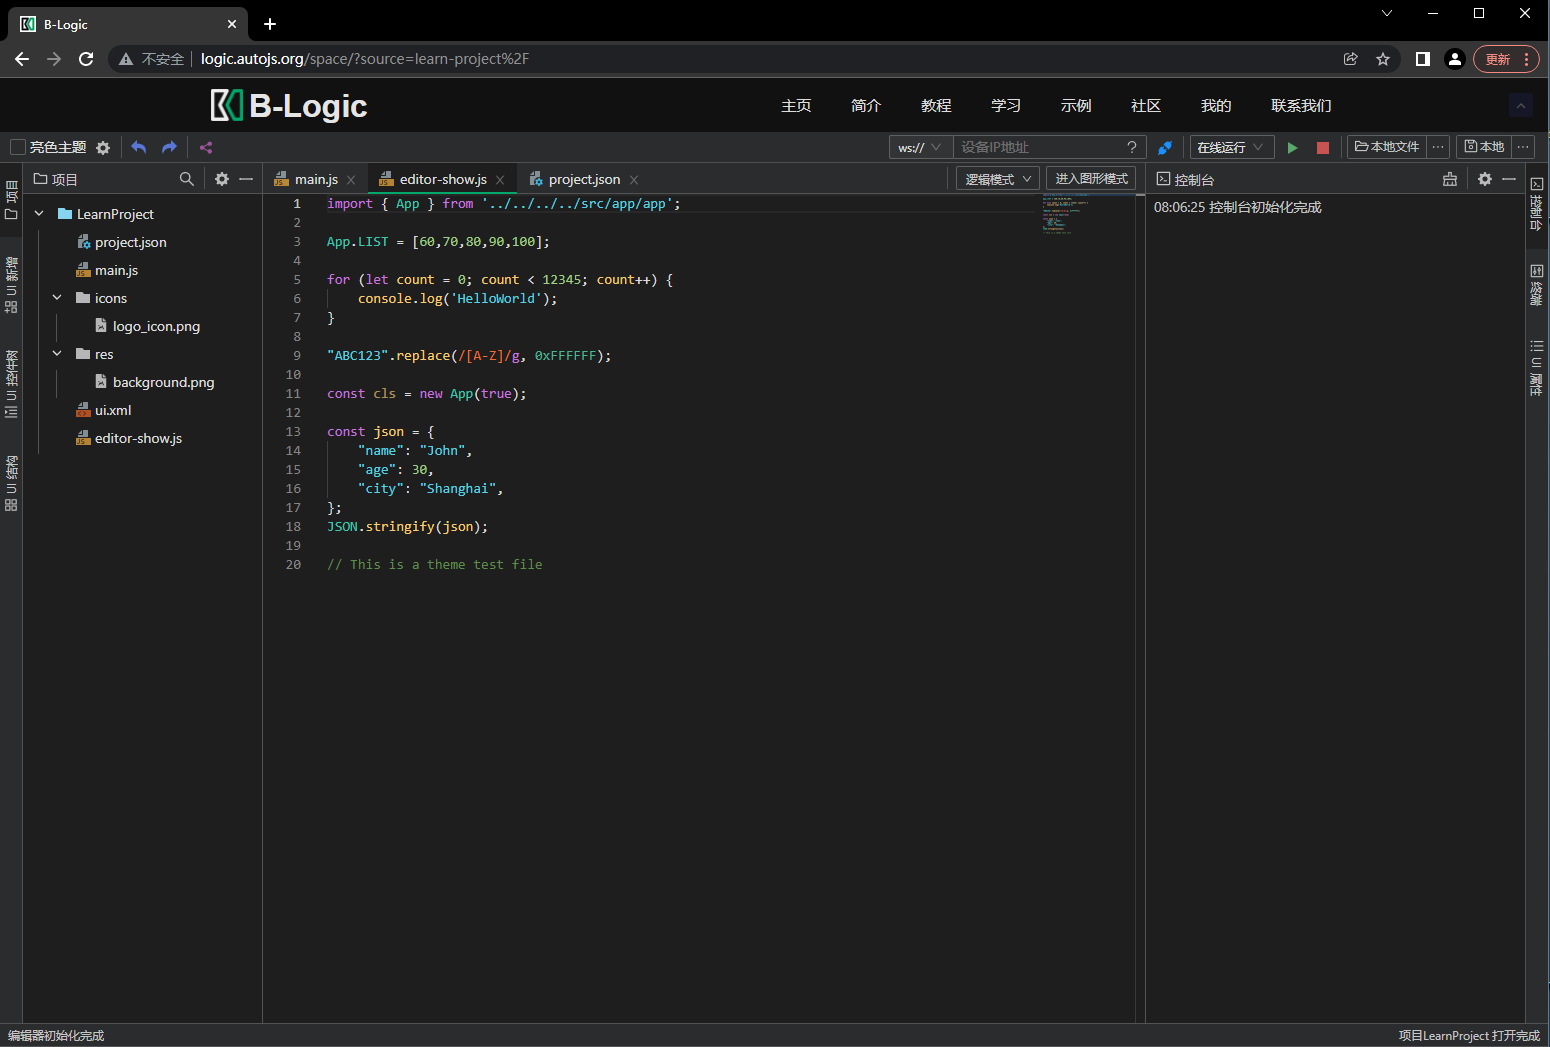 B-Logic
不安全
logic.autojs.org/space/?source=learn-project%2F
更新
B-Logic
主页 简介 教程 学习 示例 社区 我的 联系我们
亮色主题
ws://
设备IP地址
?
在线运行
本地文件
...
本地
...
项目
UI 新增
UI 按开发
UI 结构
项目
LearnProject
project.json
main.js
icons
logo_icon.png
res
background.png
ui.xml
editor-show.js
main.js
editor-show.js
project.json
逻辑模式
进入图形模式
1 import { App } from '../../../../src/app/app';
2
3 App.LIST = [60,70,80,90,100];
4
5 for (let count = 0; count < 12345; count++) {
6 console.log('HelloWorld');
7 }
8
9 "ABC123".replace(/[A-Z]/g, 0xFFFFFF);
10
11 const cls = new App(true);
12
13 const json = {
14 "name": "John",
15 "age": 30,
16 "city": "Shanghai",
17 };
18 JSON.stringify(json);
19
20 // This is a theme test file
控制台
08:06:25 控制台初始化完成
控制台
UI 属性
编辑器初始化完成
项目LearnProject 打开完成